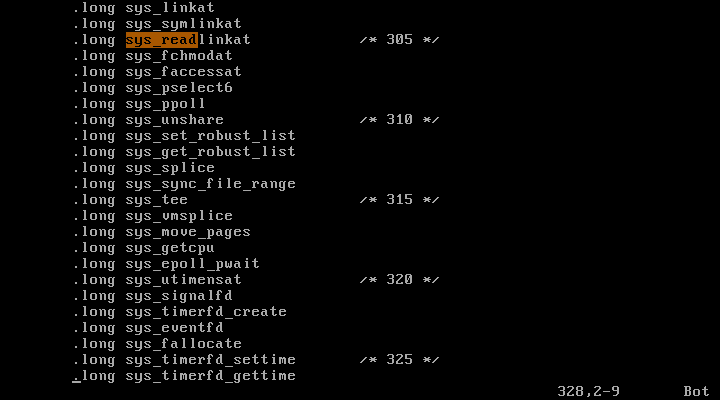 .long sys_linkat
.long sys_symlinkat
.long sys_readlinkat /* 305 */
.long sys_fchmodat
.long sys_faccessat
.long sys_pselect6
.long sys_ppoll
.long sys_unshare /* 310 */
.long sys_set_robust_list
.long sys_get_robust_list
.long sys_splice
.long sys_sync_file_range
.long sys_tee /* 315 */
.long sys_vmsplice
.long sys_move_pages
.long sys_getcpu
.long sys_epoll_pwait
.long sys_utimensat /* 320 */
.long sys_signalfd
.long sys_timerfd_create
.long sys_eventfd
.long sys_fallocate
.long sys_timerfd_settime /* 325 */
.long sys_timerfd_gettime
328,2-9 Bot